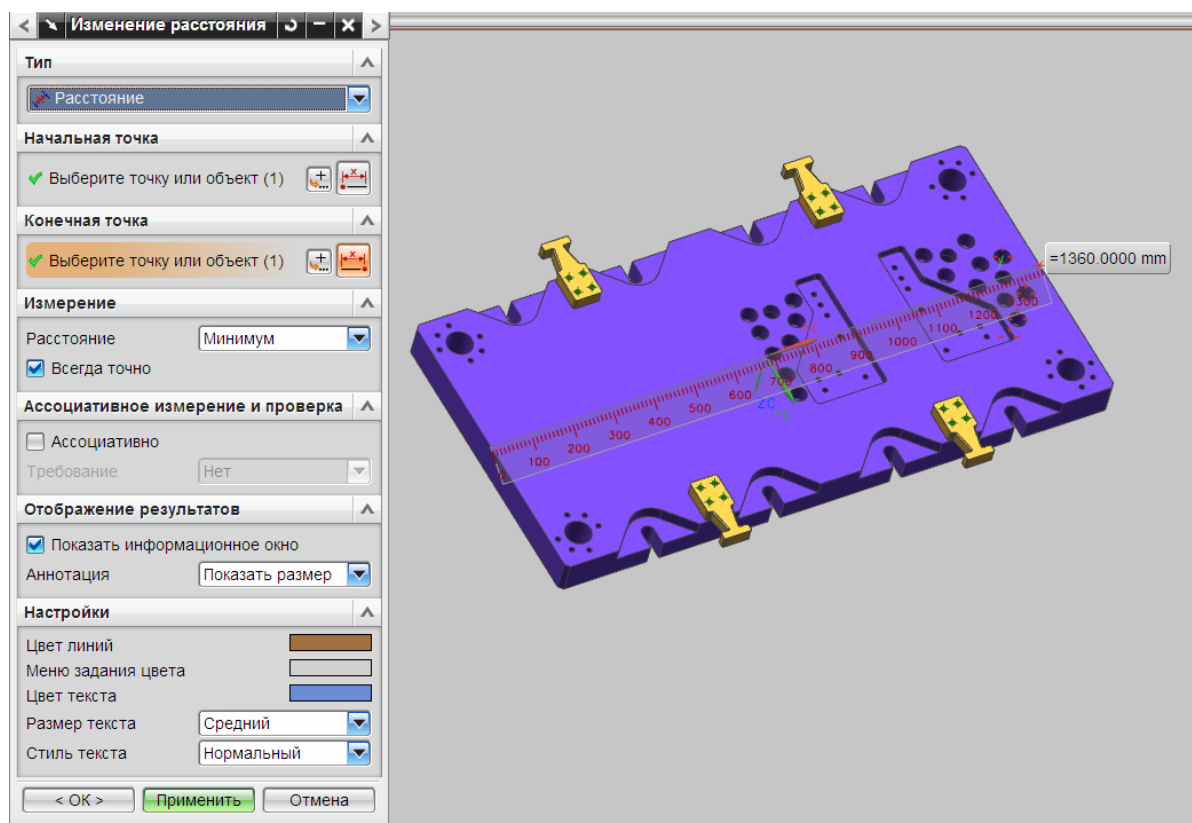 Изменение расстояния
Тип
Расстояние
Начальная точка
Выберите точку или объект (1)
Конечная точка
Выберите точку или объект (1)
Измерение
Расстояние Минимум
Всегда точно
Ассоциативное измерение и проверка
Ассоциативно
Требование Нет
Отображение результатов
Показать информационное окно
Аннотация Показать размер
Настройки
Цвет линий
Меню задания цвета
Цвет текста
Размер текста Средний
Стиль текста Нормальный
< ОК > Применить Отмена
=1360.0000 mm
100 200 300 400 500 600 700 800 900 1000 1100 1200 1300
XC
ZC